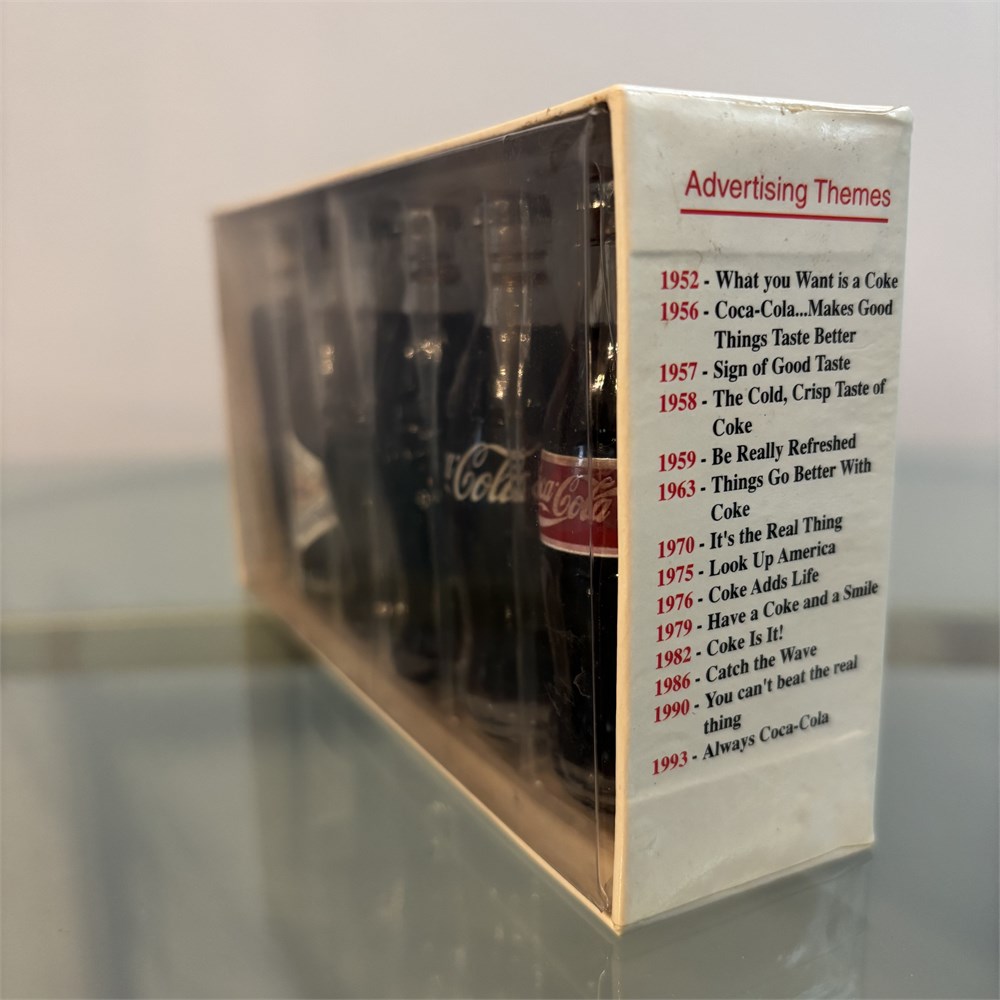 Advertising Themes
1952 - What you Want is a Coke
1956 - Coca-Cola...Makes Good
Things Taste Better
1957 - Sign of Good Taste
1958 - The Cold, Crisp Taste of
Coke
1959 - Be Really Refreshed
1963 - Things Go Better With
Coke
1970 - It's the Real Thing
1975 - Look Up America
1976 - Coke Adds Life
1979 - Have a Coke and a Smile
1982 - Coke Is It!
1986 - Catch the Wave
1990 - You can't beat the real
thing
1993 - Always Coca-Cola
Cola
Cola